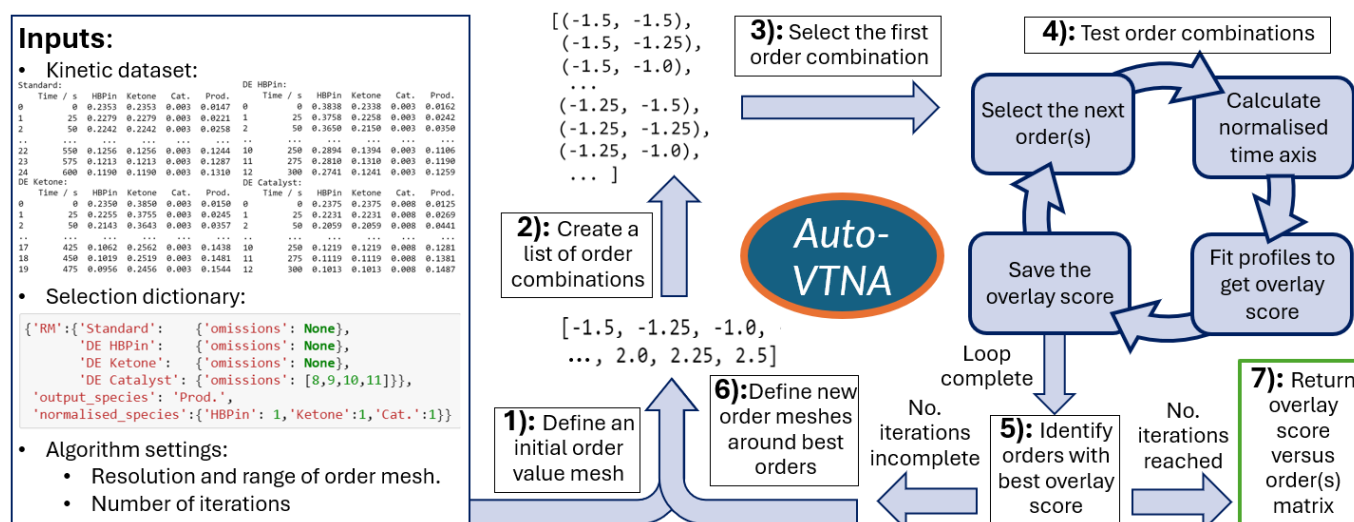 Inputs:
• Kinetic dataset:
Standard:
Time / s HBPin Ketone Cat. Prod.
0 0 0.2353 0.2353 0.003 0.0147
1 25 0.2279 0.2279 0.003 0.0221
2 50 0.2242 0.2242 0.003 0.0258
.. ... ... ... ... ...
22 550 0.1256 0.1256 0.003 0.1244
23 575 0.1213 0.1213 0.003 0.1287
24 600 0.1190 0.1190 0.003 0.1310
DE HBPin:
Time / s HBPin Ketone Cat. Prod.
0 0 0.3838 0.2338 0.003 0.0162
1 25 0.3758 0.2258 0.003 0.0242
2 50 0.3650 0.2150 0.003 0.0350
.. ... ... ... ... ...
10 250 0.2894 0.1394 0.003 0.1106
11 275 0.2810 0.1310 0.003 0.1190
12 300 0.2741 0.1241 0.003 0.1259
DE Ketone:
Time / s HBPin Ketone Cat. Prod.
0 0 0.2350 0.3850 0.003 0.0150
1 25 0.2255 0.3755 0.003 0.0245
2 50 0.2143 0.3643 0.003 0.0357
.. ... ... ... ... ...
17 425 0.1062 0.2562 0.003 0.1438
18 450 0.1019 0.2519 0.003 0.1481
19 475 0.0956 0.2456 0.003 0.1544
DE Catalyst:
Time / s HBPin Ketone Cat. Prod.
0 0 0.2375 0.2375 0.008 0.0125
1 25 0.2231 0.2231 0.008 0.0269
2 50 0.2059 0.2059 0.008 0.0441
.. ... ... ... ... ...
10 250 0.1219 0.1219 0.008 0.1281
11 275 0.1119 0.1119 0.008 0.1381
12 300 0.1013 0.1013 0.008 0.1487
• Selection dictionary:
{'RM':{'Standard': {'omissions': None},
'DE HBPin': {'omissions': None},
'DE Ketone': {'omissions': None},
'DE Catalyst': {'omissions': [8,9,10,11]}},
'output_species': 'Prod.',
'normalised_species':{'HBPin': 1,'Ketone':1,'Cat.':1}}
• Algorithm settings:
• Resolution and range of order mesh.
• Number of iterations
1): Define an
initial order
value mesh
[-1.5, -1.25, -1.0,
..., 2.0, 2.25, 2.5]
2): Create a
list of order
combinations
[(-1.5, -1.5),
(-1.5, -1.25),
(-1.5, -1.0),
...
(-1.25, -1.5),
(-1.25, -1.25),
(-1.25, -1.0),
... ]
3): Select the first
order combination
Auto-
VTNA
4): Test order combinations
Select the next
order(s)
Calculate
normalised
time axis
Fit profiles to
get overlay
score
Save the
overlay score
Loop
complete
5): Identify
orders with
best overlay
score
No.
iterations
incomplete
6):Define new
order meshes
around best
orders
No.
iterations
reached
7): Return
overlay
score
versus
order(s)
matrix